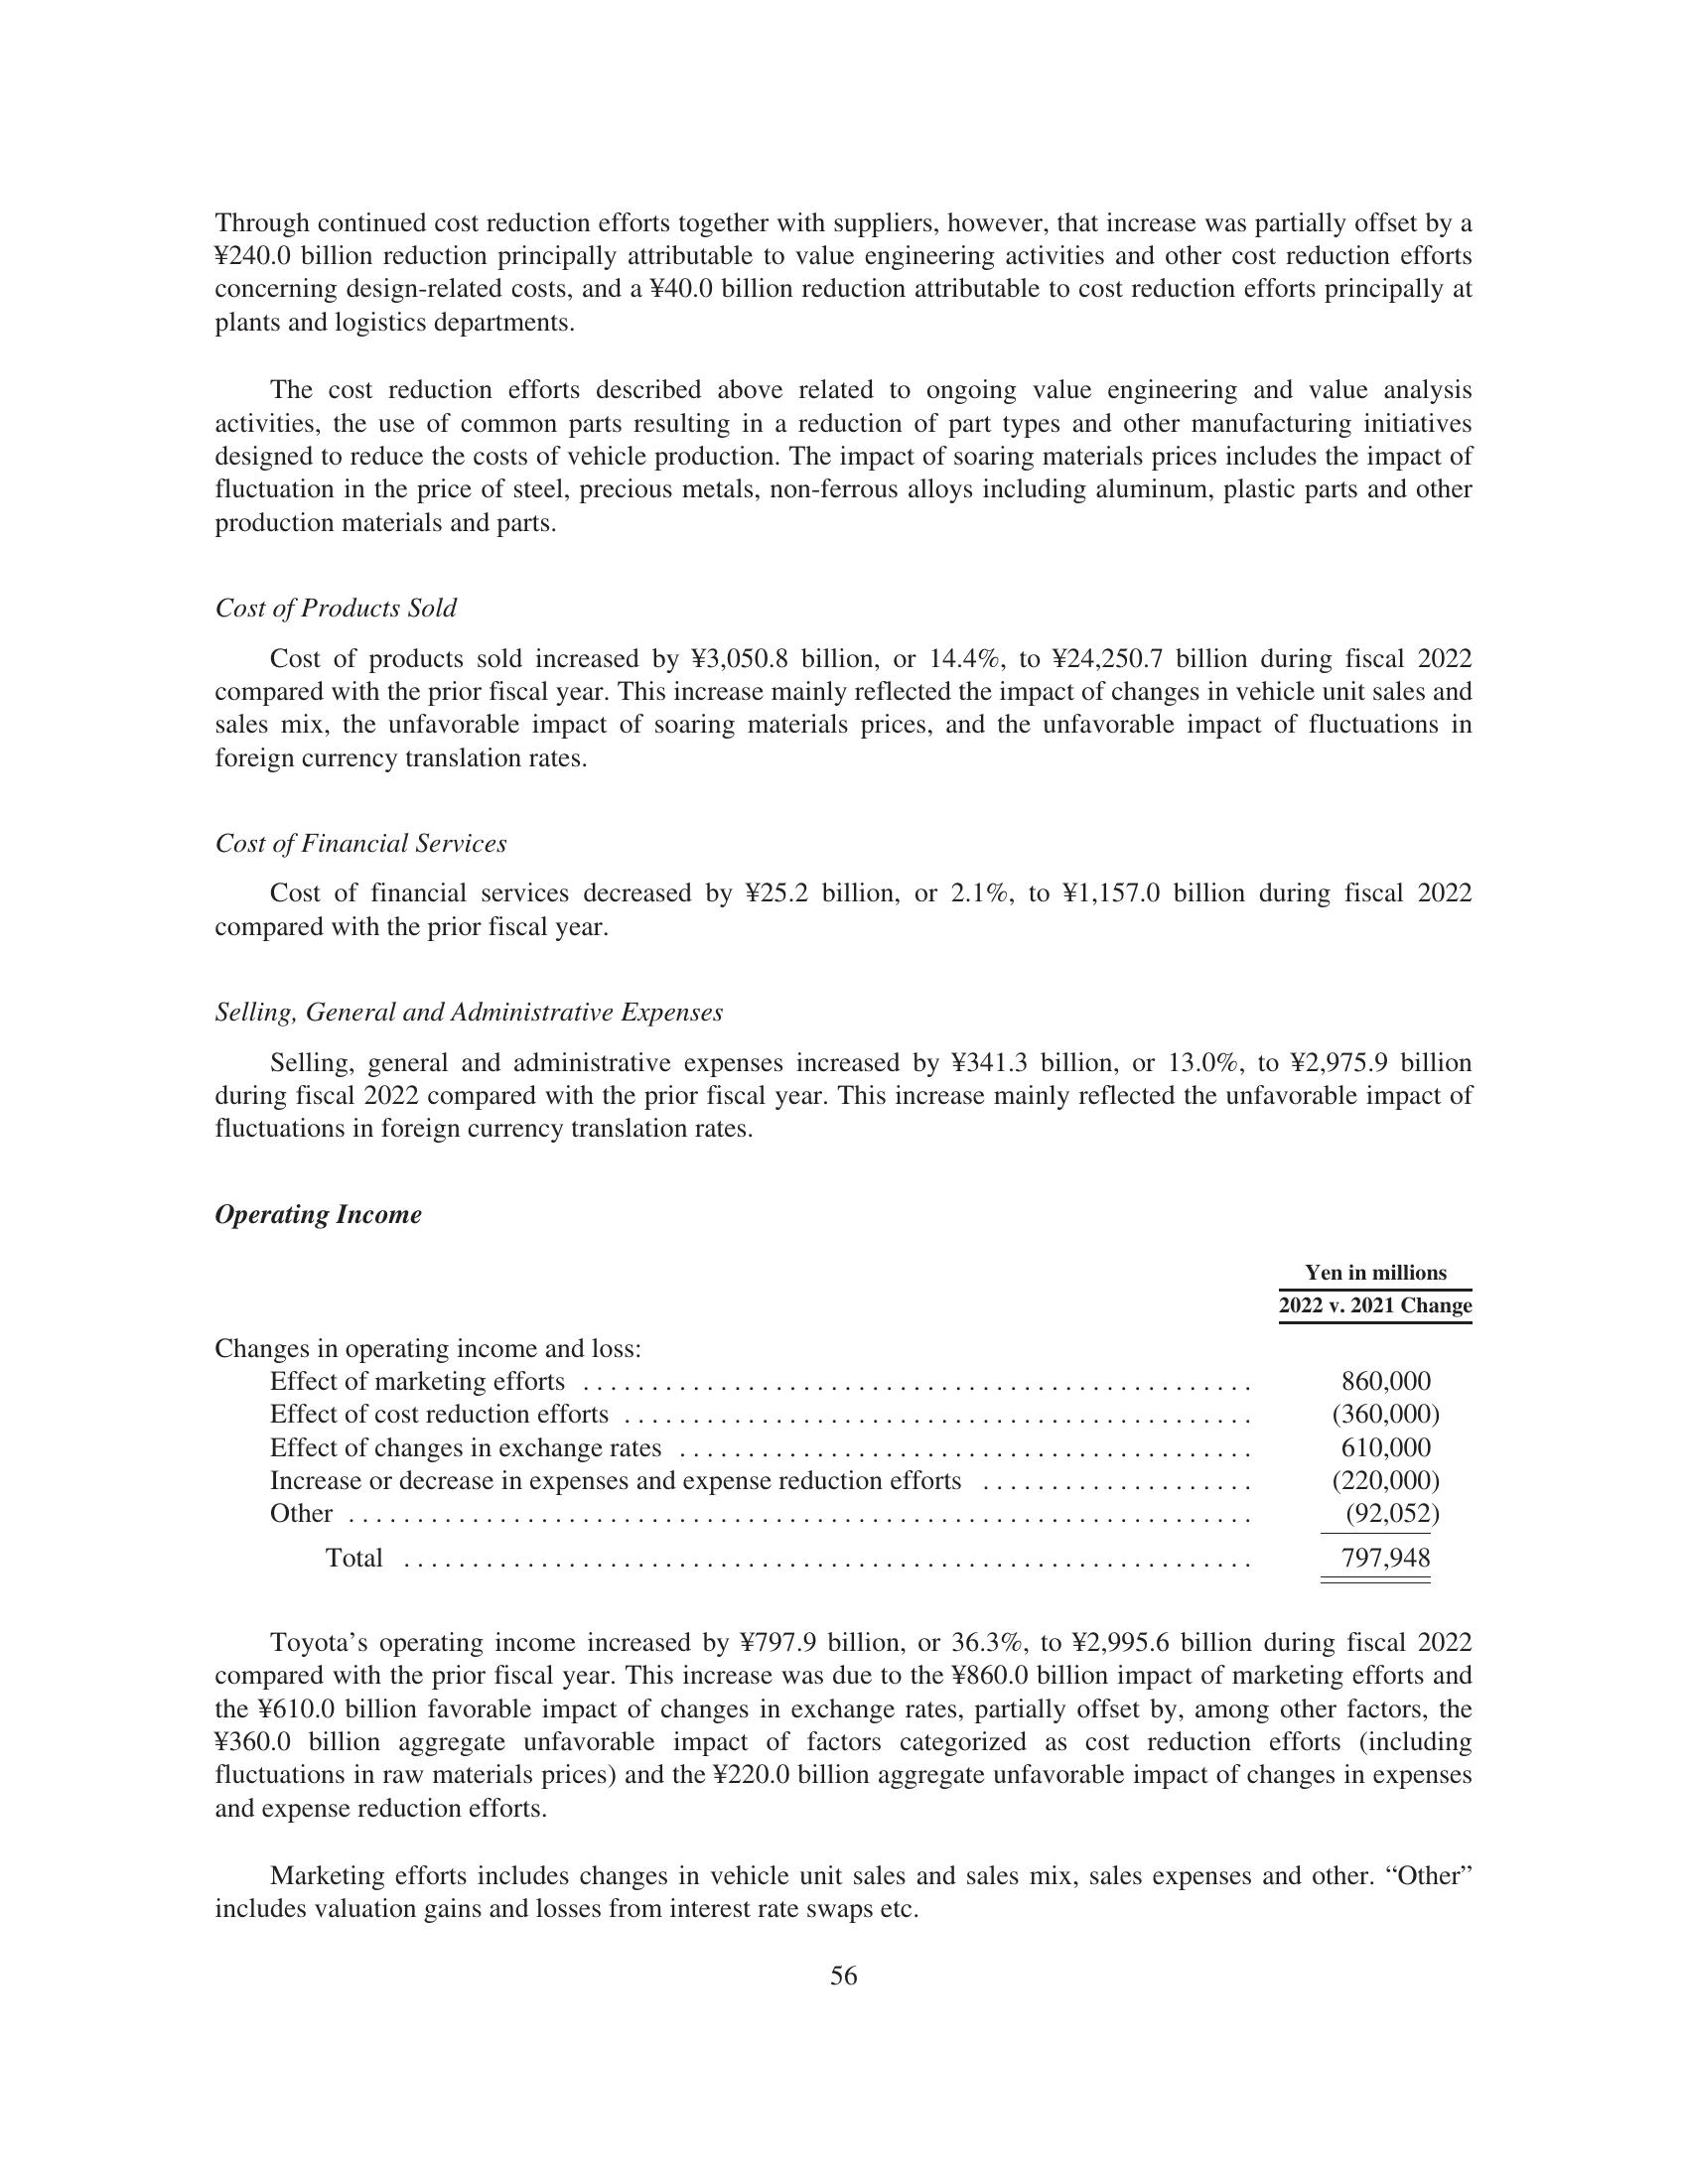 Through continued cost reduction efforts together with suppliers, however, that increase was partially offset by a
¥240.0 billion reduction principally attributable to value engineering activities and other cost reduction efforts
concerning design-related costs, and a ¥40.0 billion reduction attributable to cost reduction efforts principally at
plants and logistics departments.
The cost reduction efforts described above related to ongoing value engineering and value analysis
activities, the use of common parts resulting in a reduction of part types and other manufacturing initiatives
designed to reduce the costs of vehicle production. The impact of soaring materials prices includes the impact of
fluctuation in the price of steel, precious metals, non-ferrous alloys including aluminum, plastic parts and other
production materials and parts.
Cost of Products Sold
Cost of products sold increased by ¥3,050.8 billion, or 14.4%, to ¥24,250.7 billion during fiscal 2022
compared with the prior fiscal year. This increase mainly reflected the impact of changes in vehicle unit sales and
sales mix, the unfavorable impact of soaring materials prices, and the unfavorable impact of fluctuations in
foreign currency translation rates.
Cost of Financial Services
Cost of financial services decreased by ¥25.2 billion, or 2.1%, to ¥1,157.0 billion during fiscal 2022
compared with the prior fiscal year.
Selling, General and Administrative Expenses
Selling, general and administrative expenses increased by ¥341.3 billion, or 13.0%, to ¥2,975.9 billion
during fiscal 2022 compared with the prior fiscal year. This increase mainly reflected the unfavorable impact of
fluctuations in foreign currency translation rates.
Operating Income
Yen in millions
2022 v. 2021 Change
Changes in operating income and loss:
Effect of marketing efforts ................................................. 860,000
Effect of cost reduction efforts .............................................. (360,000)
Effect of changes in exchange rates .......................................... 610,000
Increase or decrease in expenses and expense reduction efforts .................... (220,000)
Other .................................................................. (92,052)
Total .............................................................. 797,948
Toyota’s operating income increased by ¥797.9 billion, or 36.3%, to ¥2,995.6 billion during fiscal 2022
compared with the prior fiscal year. This increase was due to the ¥860.0 billion impact of marketing efforts and
the ¥610.0 billion favorable impact of changes in exchange rates, partially offset by, among other factors, the
¥360.0 billion aggregate unfavorable impact of factors categorized as cost reduction efforts (including
fluctuations in raw materials prices) and the ¥220.0 billion aggregate unfavorable impact of changes in expenses
and expense reduction efforts.
Marketing efforts includes changes in vehicle unit sales and sales mix, sales expenses and other. “Other”
includes valuation gains and losses from interest rate swaps etc.
56